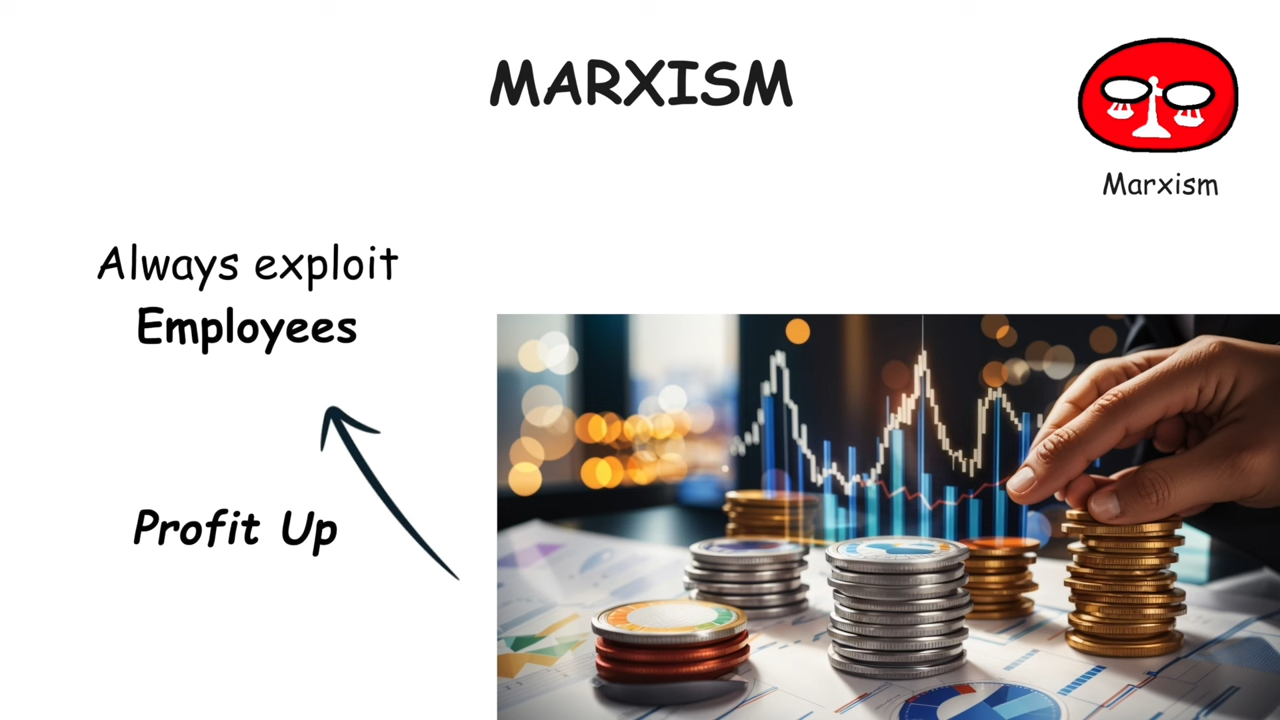 MARXISM
Marxism
Always exploit
Employees
Profit Up